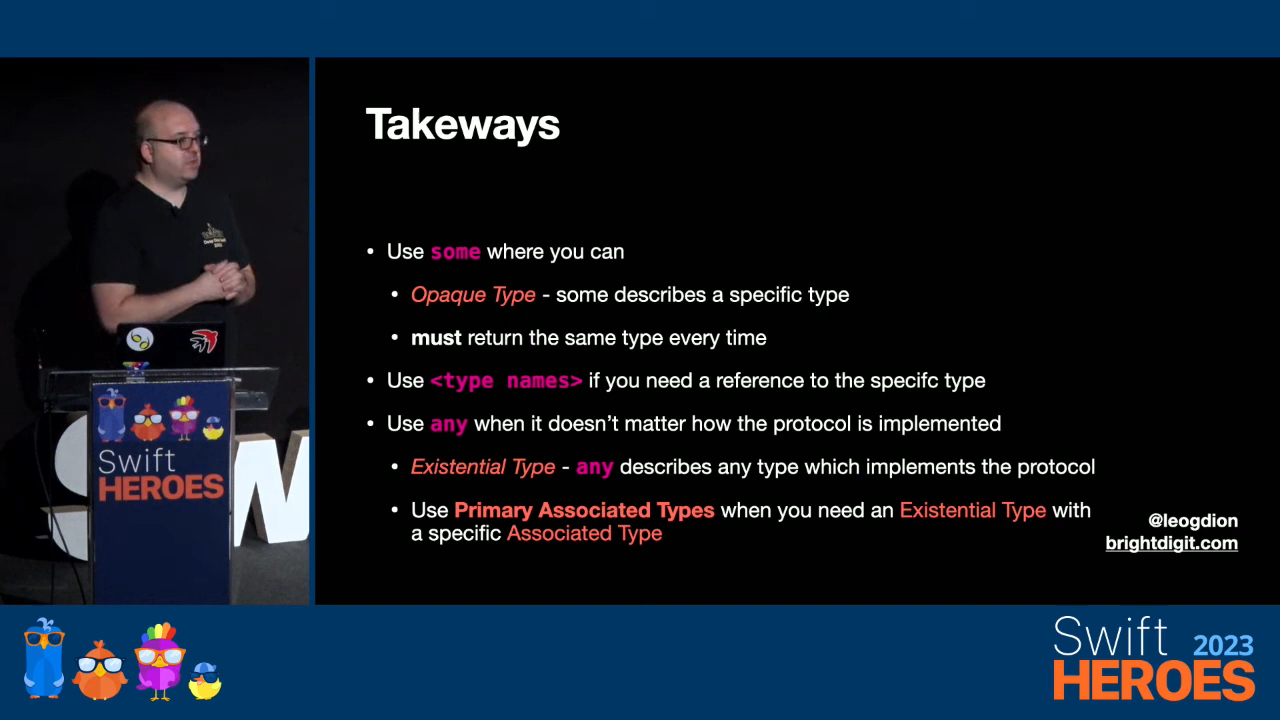 Takeways
• Use some where you can
• Opaque Type - some describes a specific type
• must return the same type every time
• Use <type names> if you need a reference to the specifc type
• Use any when it doesn’t matter how the protocol is implemented
• Existential Type - any describes any type which implements the protocol
• Use Primary Associated Types when you need an Existential Type with
a specific Associated Type
@leogdion
brightdigit.com
Swift
HEROES
Swift
2023
HEROES